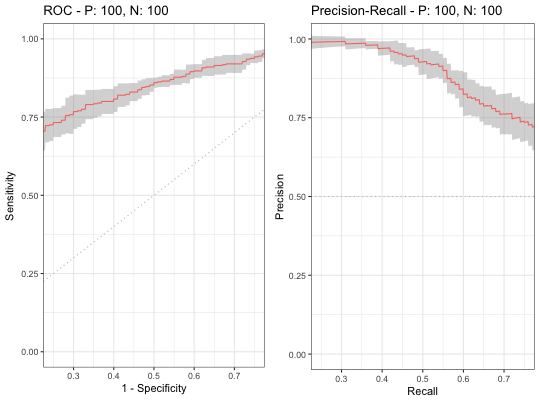 ROC - P: 100, N: 100
1.00
0.75
0.50
0.25
0.00
Sensitivity
0.3 0.4 0.5 0.6 0.7
1 - Specificity
Precision-Recall - P: 100, N: 100
1.00
0.75
0.50
0.25
0.00
Precision
0.3 0.4 0.5 0.6 0.7
Recall